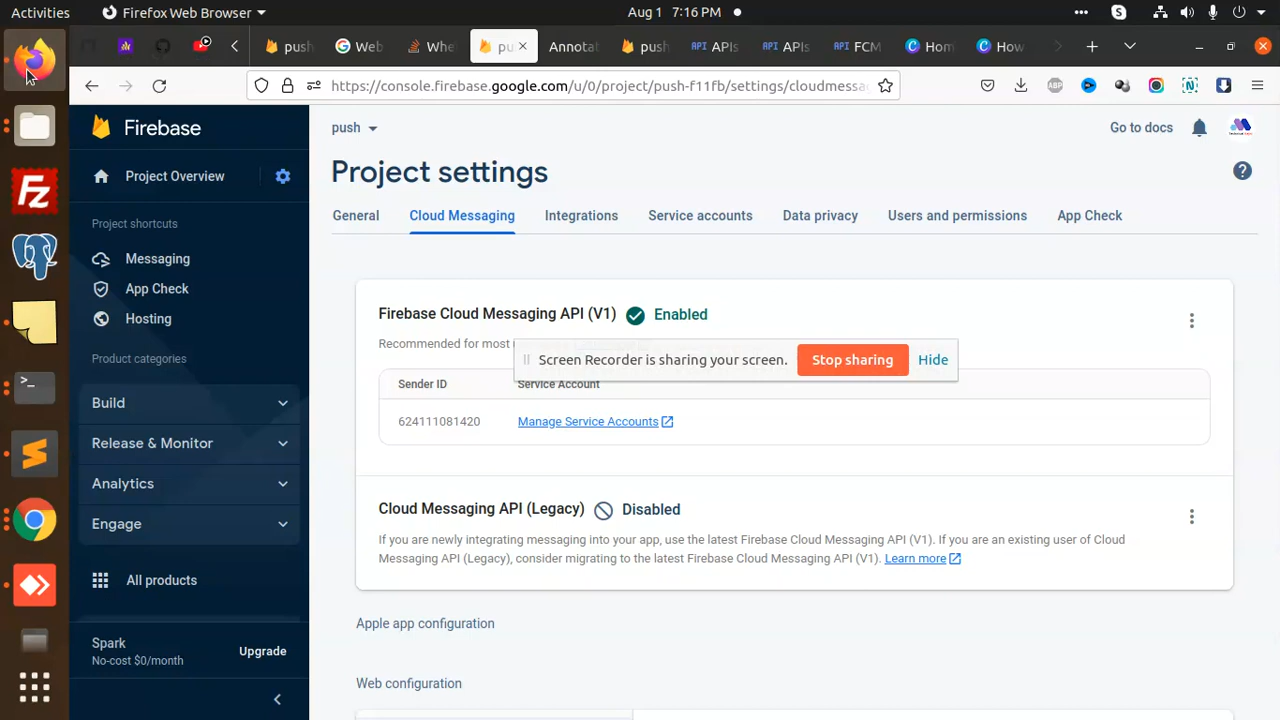 Activities
Firefox Web Browser
Aug 1 7:16 PM
push
Web
Whe
pu
Annota
push
API APIs
API APIs
API FCM
Hom
How
https://console.firebase.google.com/u/0/project/push-f11fb/settings/cloudmessa
ABP
N
Firebase
push
Go to docs
Project Overview
Project settings
General
Cloud Messaging
Integrations
Service accounts
Data privacy
Users and permissions
App Check
Project shortcuts
Messaging
App Check
Hosting
Product categories
Build
Release & Monitor
Analytics
Engage
All products
Spark
No-cost $0/month
Upgrade
Firebase Cloud Messaging API (V1)
Enabled
Recommended for most
Screen Recorder is sharing your screen.
Stop sharing
Hide
Sender ID
Service Account
624111081420
Manage Service Accounts
Cloud Messaging API (Legacy)
Disabled
If you are newly integrating messaging into your app, use the latest Firebase Cloud Messaging API (V1). If you are an existing user of Cloud
Messaging API (Legacy), consider migrating to the latest Firebase Cloud Messaging API (V1). Learn more
Apple app configuration
Web configuration